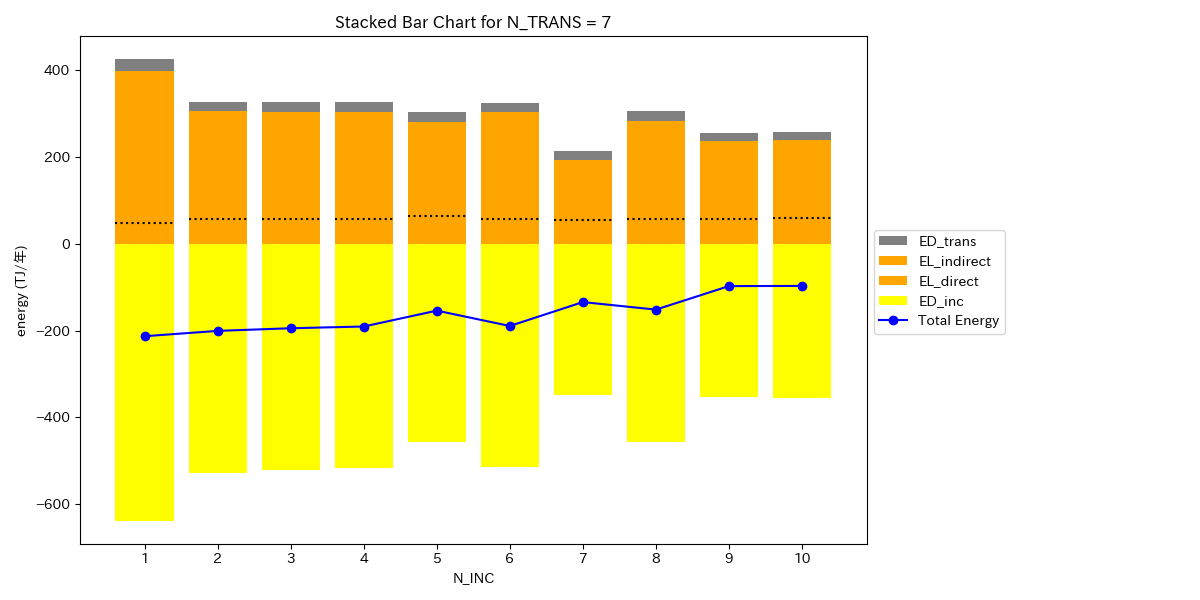 Stacked Bar Chart for N_TRANS = 7
energy (TJ/年)
400
200
0
−200
−400
−600
1 2 3 4 5 6 7 8 9 10
N_INC
ED_trans
EL_indirect
EL_direct
ED_inc
Total Energy